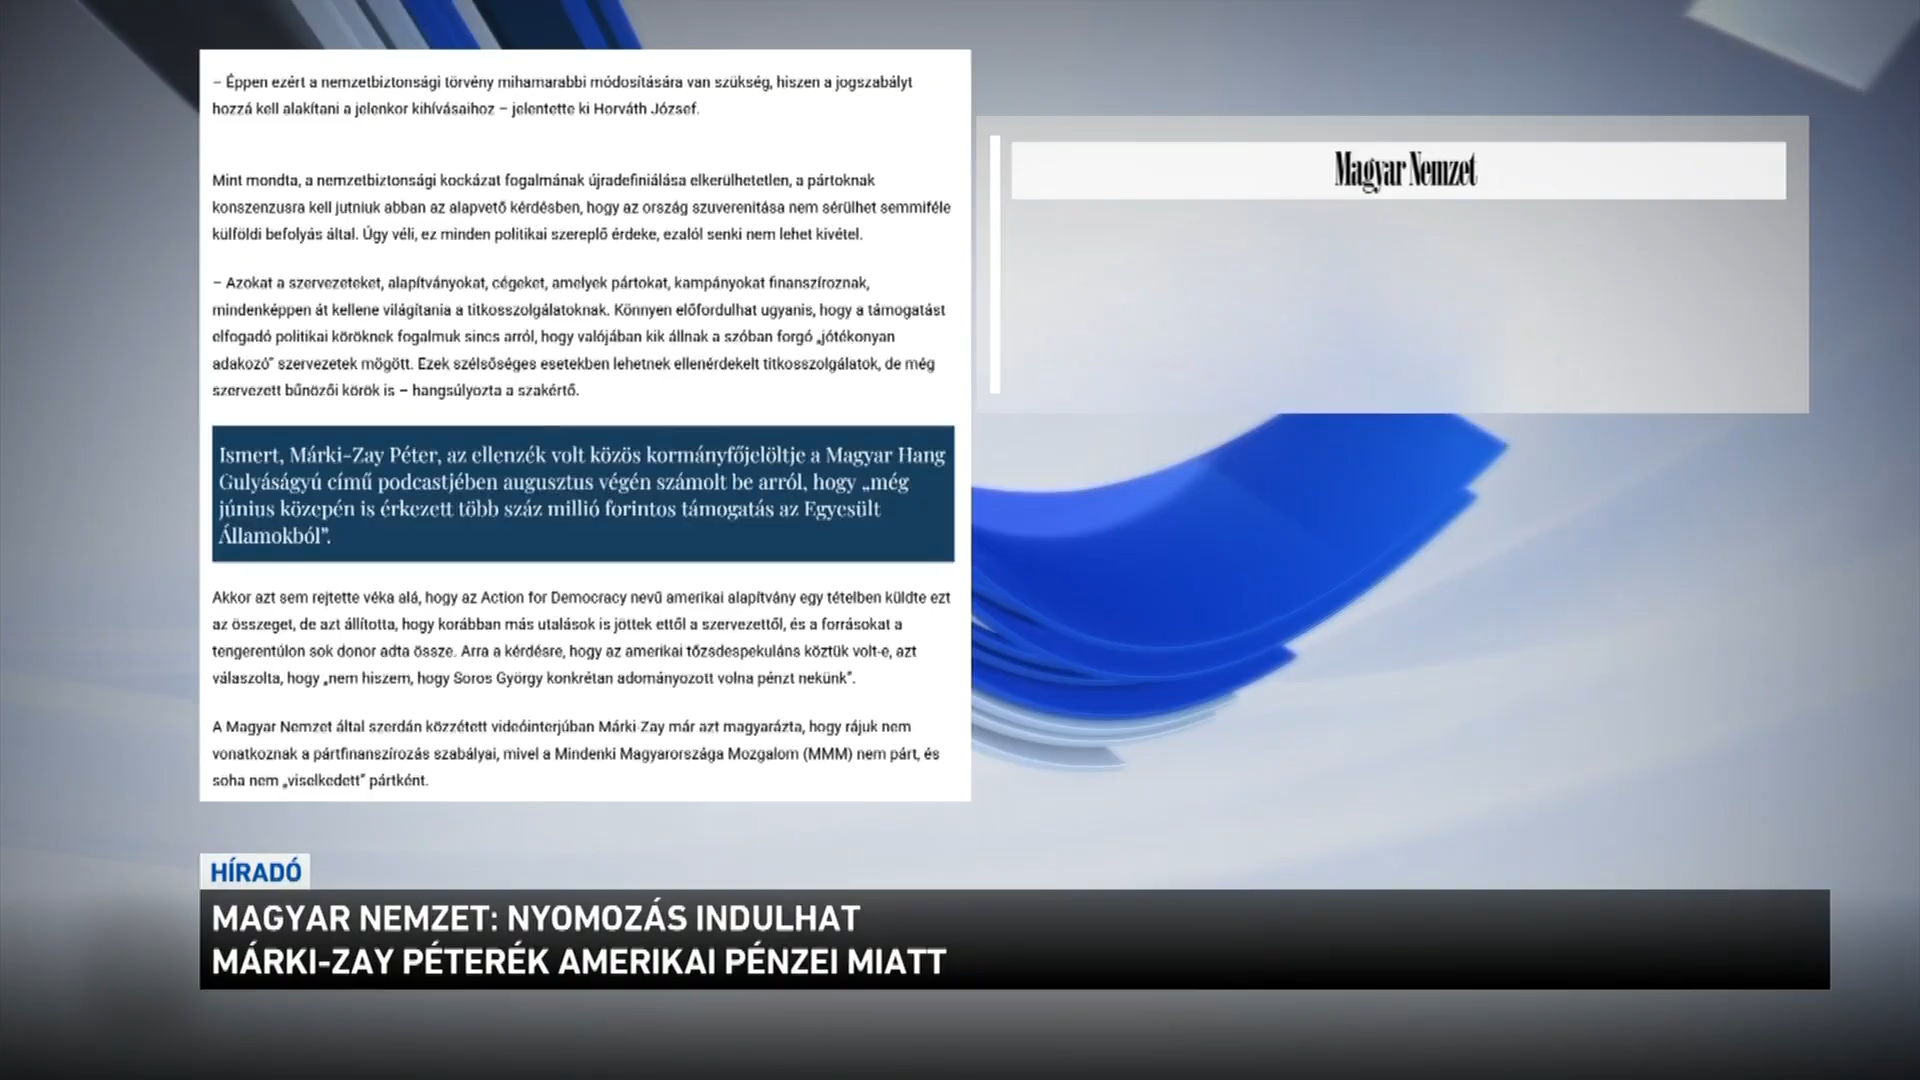 – Éppen ezért a nemzetbiztonsági törvény mihamarabbi módosítására van szükség, hiszen a jogszabályt
hozzá kell alakítani a jelenkor kihívásaihoz – jelentette ki Horváth József.
Mint mondta, a nemzetbiztonsági kockázat fogalmának újradefiniálása elkerülhetetlen, a pártoknak
konszenzusra kell jutniuk abban az alapvető kérdésben, hogy az ország szuverenitása nem sérülhet semmiféle
külföldi befolyás által. Úgy véli, ez minden politikai szereplő érdeke, ezalól senki nem lehet kivétel.
– Azokat a szervezeteket, alapítványokat, cégeket, amelyek pártokat, kampányokat finanszíroznak,
mindenképpen át kellene világítania a titkosszolgálatoknak. Könnyen előfordulhat ugyanis, hogy a támogatást
elfogadó politikai köröknek fogalmuk sincs arról, hogy valójában kik állnak a szóban forgó „jótékonyan
adakozó” szervezetek mögött. Ezek szélsőséges esetekben lehetnek ellenérdekelt titkosszolgálatok, de még
szervezett bűnözői körök is – hangsúlyozta a szakértő.
Ismert, Márki-Zay Péter, az ellenzék volt közös kormányfőjelöltje a Magyar Hang
Gulyáságyú című podcastjében augusztus végén számolt be arról, hogy „még
június közepén is érkezett több száz millió forintos támogatás az Egyesült
Államokból”.
Akkor azt sem rejtette véka alá, hogy az Action for Democracy nevű amerikai alapítvány egy tételben küldte ezt
az összeget, de azt állította, hogy korábban más utalások is jöttek ettől a szervezettől, és a forrásokat a
tengerentúlon sok donor adta össze. Arra a kérdésre, hogy az amerikai tőzsdespekuláns köztük volt-e, azt
válaszolta, hogy „nem hiszem, hogy Soros György konkrétan adományozott volna pénzt nekünk”.
A Magyar Nemzet által szerdán közzétett videóinterjúban Márki-Zay már azt magyarázta, hogy rájuk nem
vonatkoznak a pártfinanszírozás szabályai, mivel a Mindenki Magyarországa Mozgalom (MMM) nem párt, és
soha nem „viselkedett” pártként.
Magyar Nemzet
HÍRADÓ
MAGYAR NEMZET: NYOMOZÁS INDULHAT
MÁRKI-ZAY PÉTERÉK AMERIKAI PÉNZEI MIATT